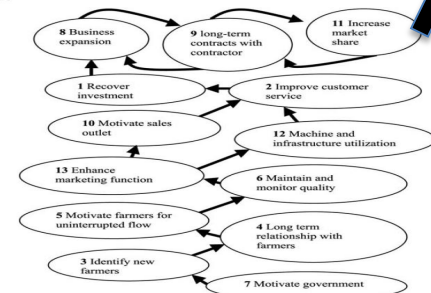 8 Business
expansion
9 long-term
contracts with
contractor
11 Increase
market
share
1 Recover
investment
2 Improve customer
service
10 Motivate sales
outlet
12 Machine and
infrastructure utilization
13 Enhance
marketing function
6 Maintain and
monitor quality
5 Motivate farmers for
uninterrupted flow
4 Long term
relationship with
farmers
3 Identify new
farmers
7 Motivate government